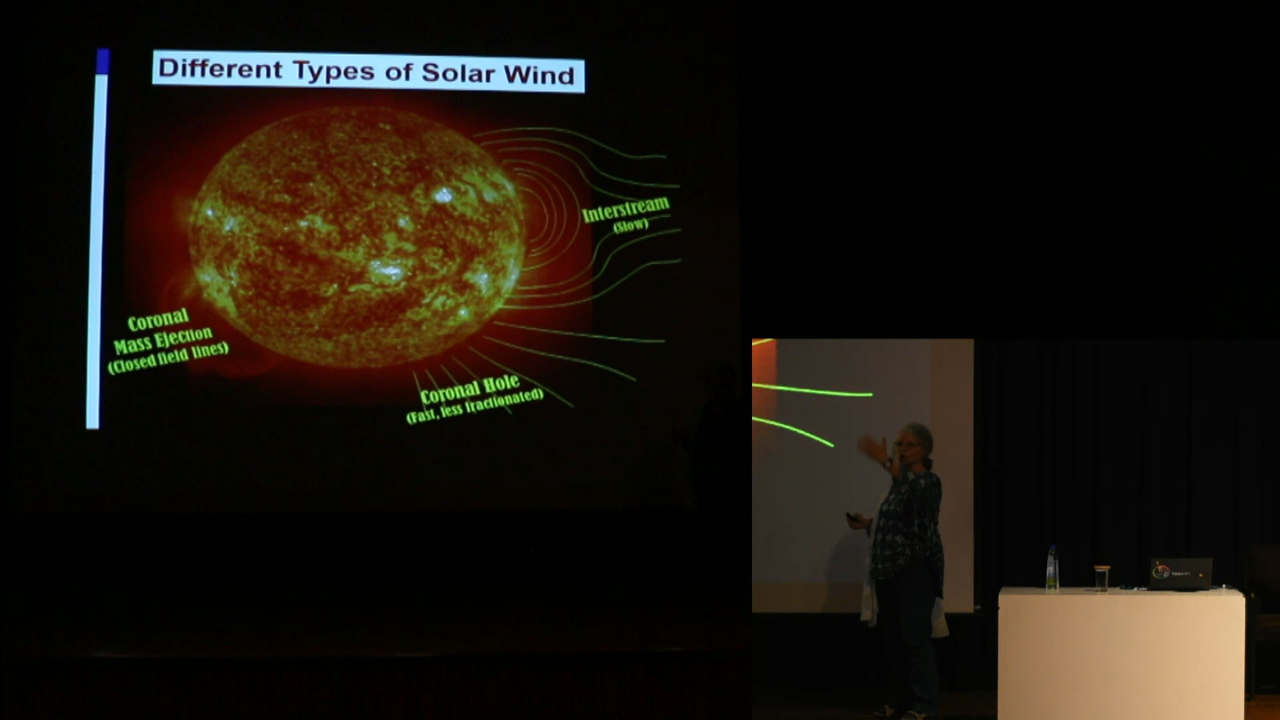 Different Types of Solar Wind
Interstream
(Slow)
Coronal
Mass Ejection
(Closed field lines)
Coronal Hole
(Fast, less fractionated)